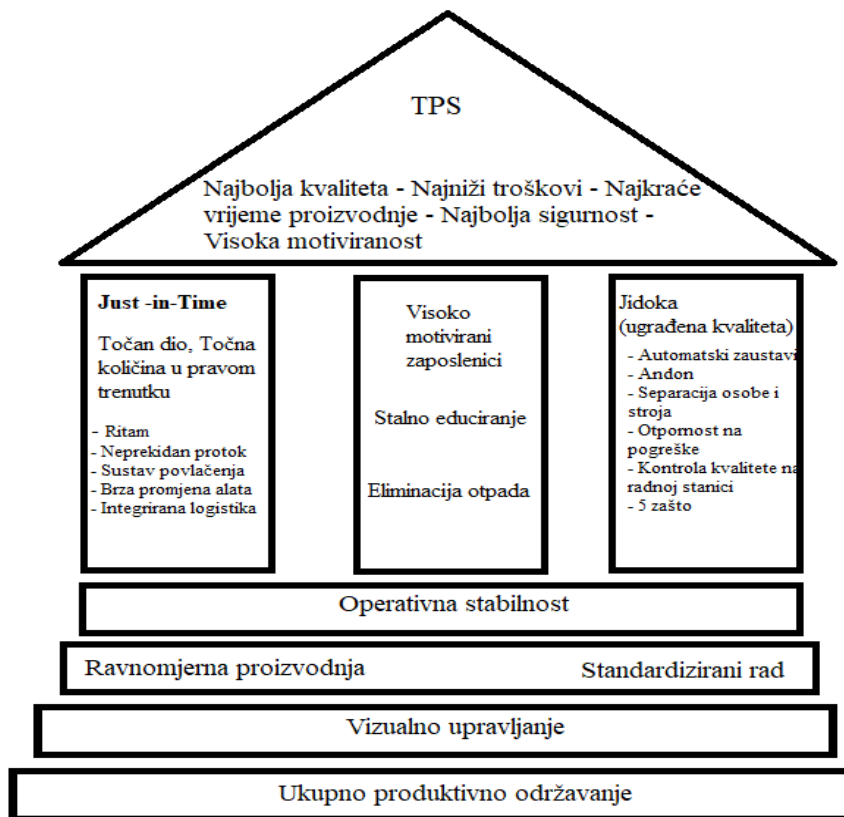 TPS
Najbolja kvaliteta - Najniži troškovi - Najkraće
vrijeme proizvodnje - Najbolja sigurnost -
Visoka motiviranost
Just -in-Time
Točan dio, Točna
količina u pravom
trenutku
- Ritam
- Neprekidan protok
- Sustav povlačenja
- Brza promjena alata
- Integrirana logistika
Visoko
motivirani
zaposlenici
Stalno educiranje
Eliminacija otpada
Jidoka
(ugrađena kvaliteta)
- Automatski zaustavi
- Andon
- Separacija osobe i
stroja
- Otpornost na
pogreške
- Kontrola kvalitete na
radnoj stanici
- 5 zašto
Operativna stabilnost
Ravnomjerna proizvodnja
Standardizirani rad
Vizualno upravljanje
Ukupno produktivno održavanje